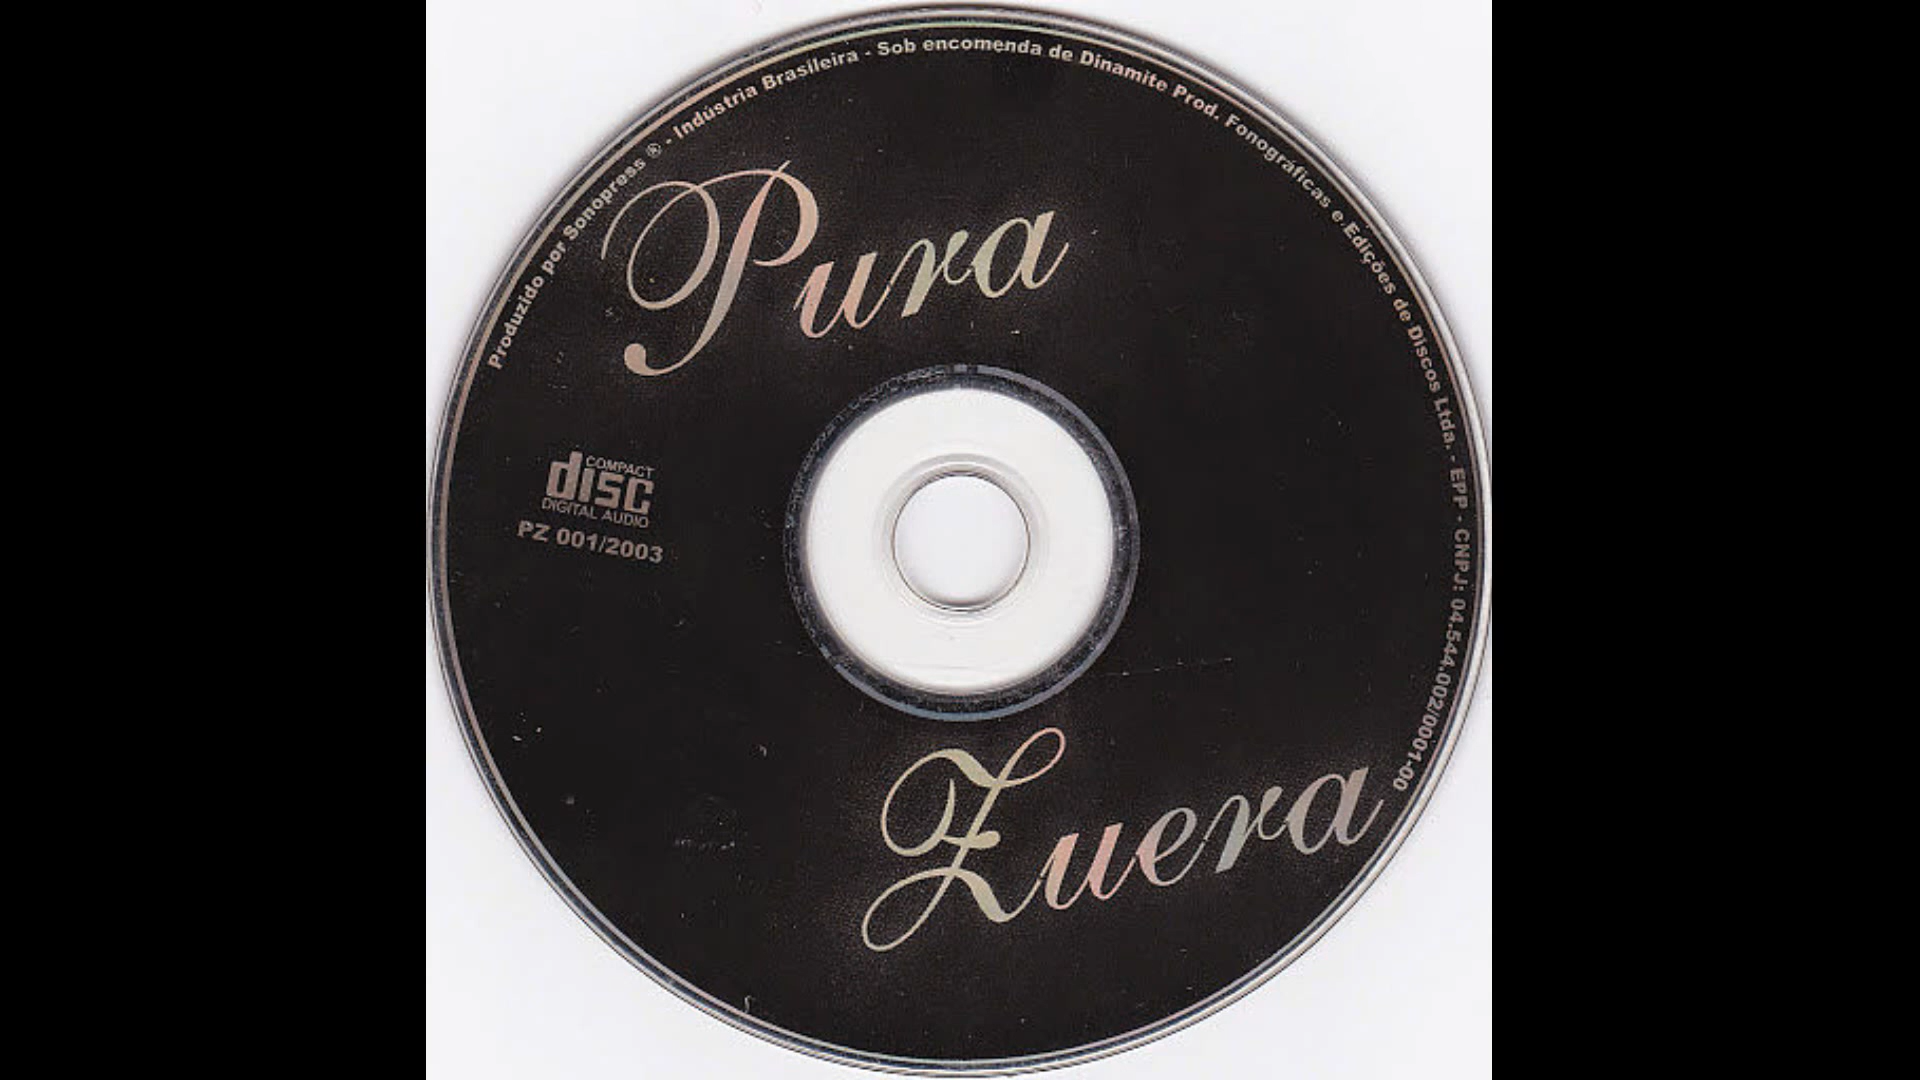 Produzido por Sonopress ® - Indústria Brasileira - Sob encomenda de Dinamite Prod. Fonográficas e Edições de Discos Ltda. - EPP - CNPJ: 04.544.002/0001-00
Pura
COMPACT
disc
DIGITAL AUDIO
PZ 001/2003
Zuera